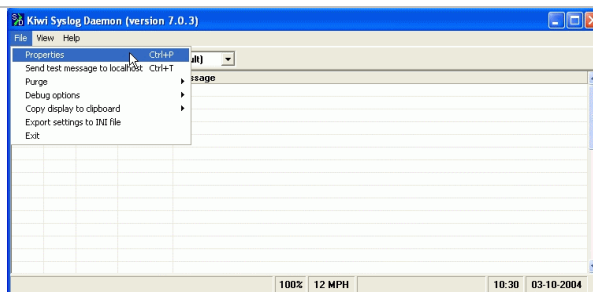 Kiwi Syslog Daemon (version 7.0.3)
File View Help
Properties Ctrl+P
Send test message to localhost Ctrl+T
Purge
Debug options
Copy display to clipboard
Export settings to INI file
Exit
100% 12 MPH 10:30 03-10-2004